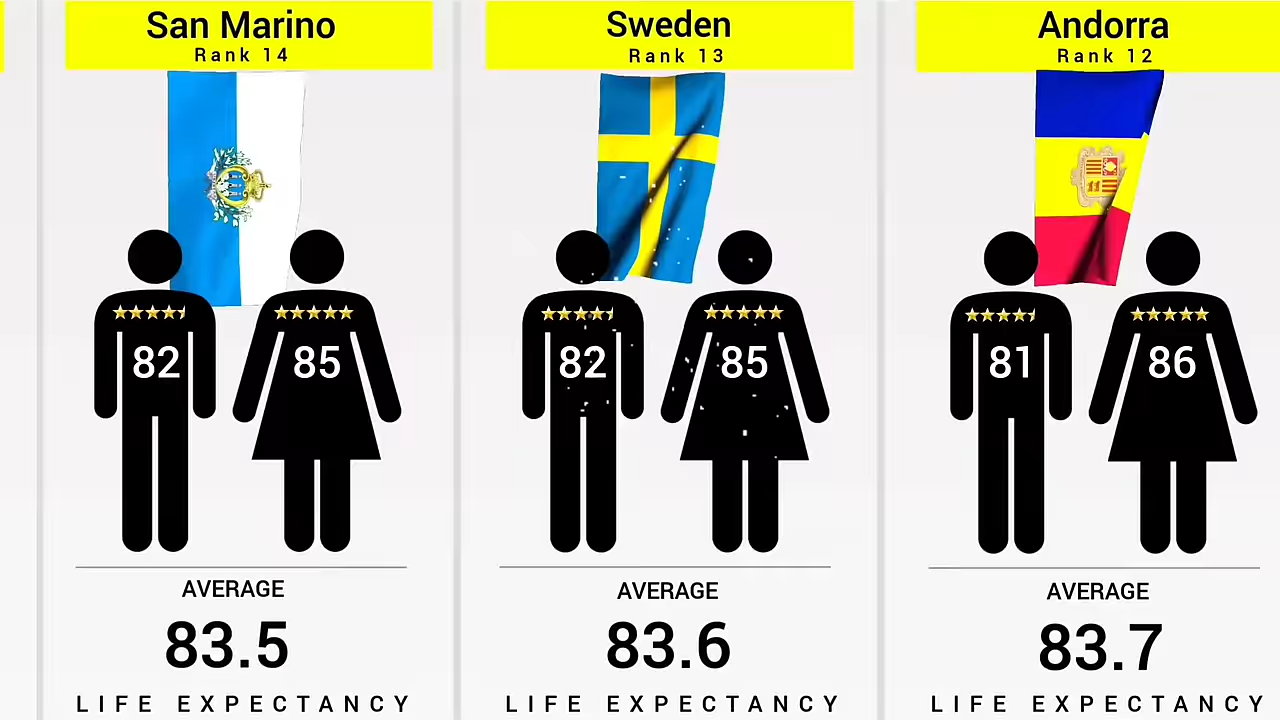 San Marino
Rank 14
82
85
AVERAGE
83.5
LIFE EXPECTANCY
Sweden
Rank 13
82
85
AVERAGE
83.6
LIFE EXPECTANCY
Andorra
Rank 12
81
86
AVERAGE
83.7
LIFE EXPECTANCY